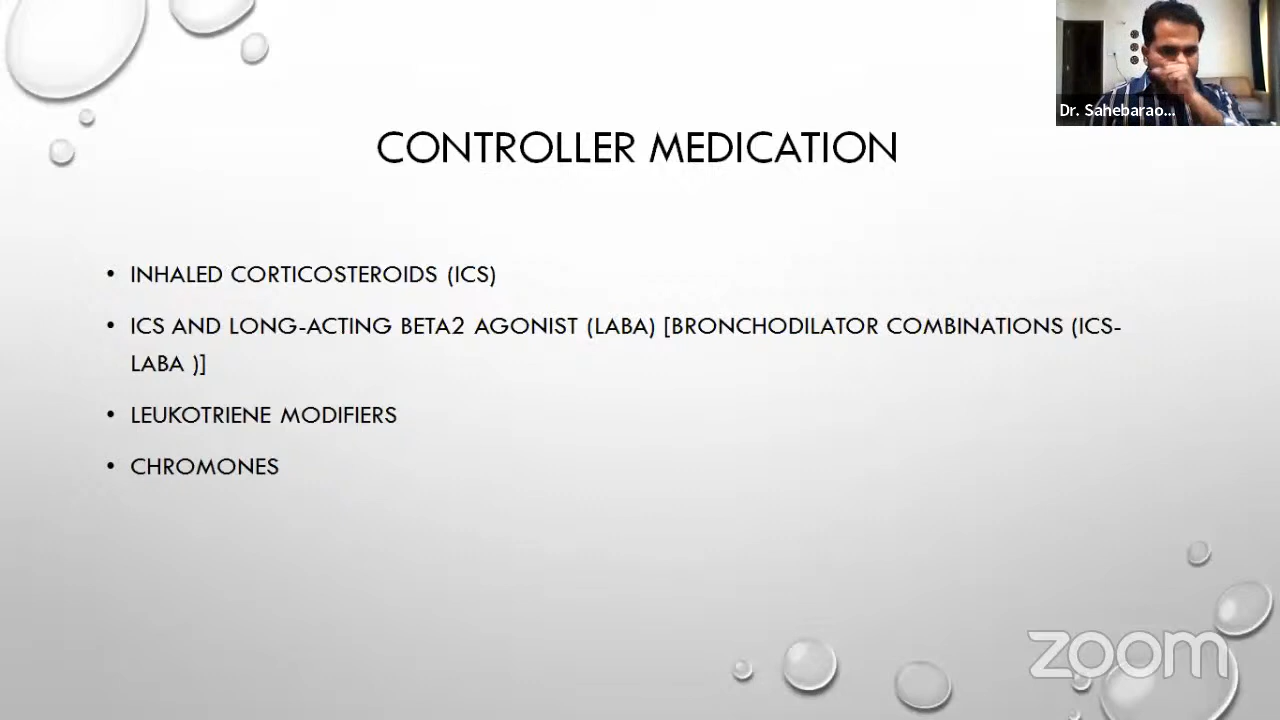 Dr. Sahebarao...
CONTROLLER MEDICATION
• INHALED CORTICOSTEROIDS (ICS)
• ICS AND LONG-ACTING BETA2 AGONIST (LABA) [BRONCHODILATOR COMBINATIONS (ICS-
LABA )]
• LEUKOTRIENE MODIFIERS
• CHROMONES
zoom